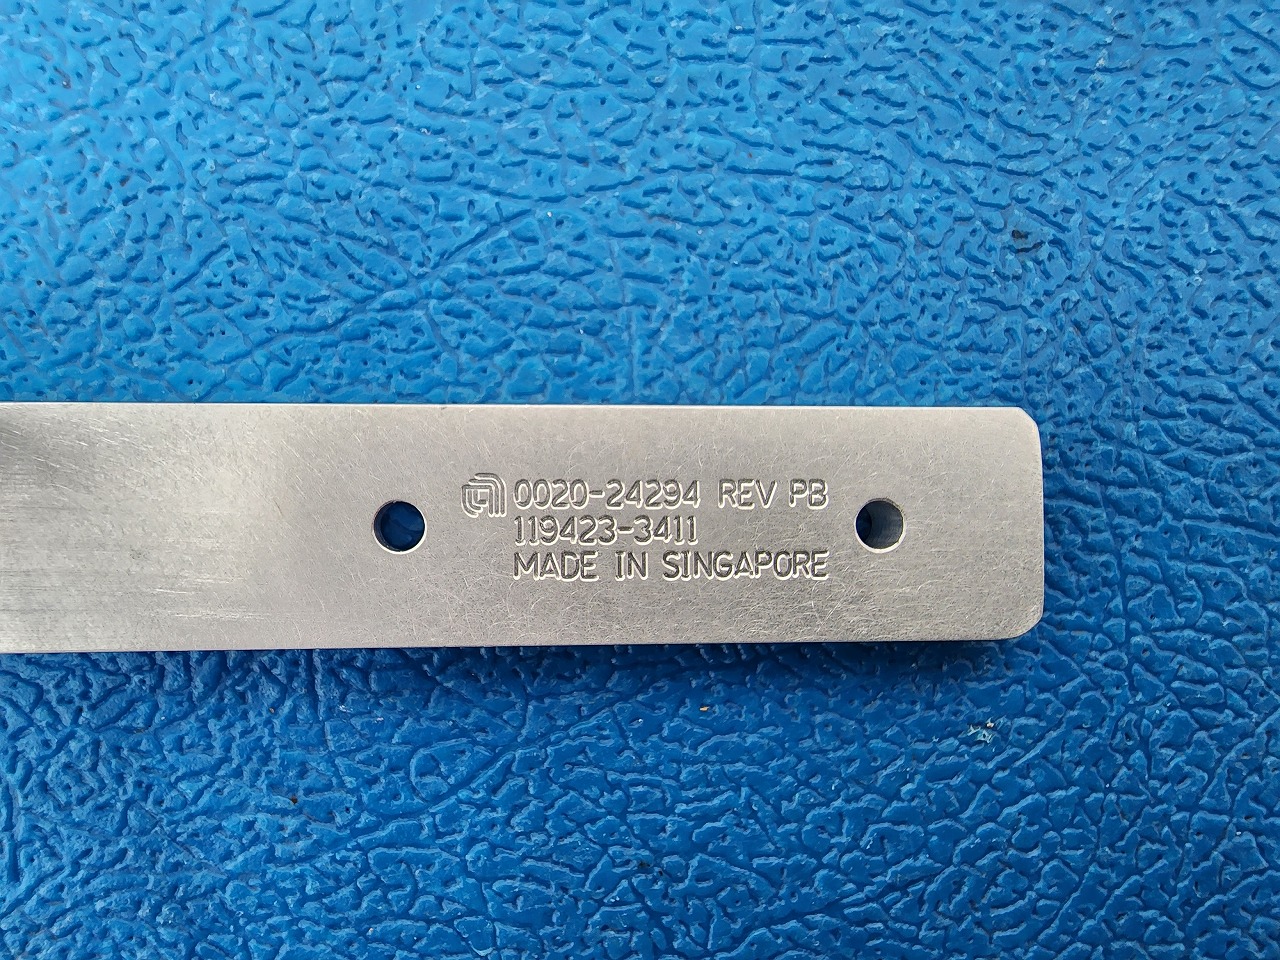 0020-24294 REV PB
119423-3411
MADE IN SINGAPORE